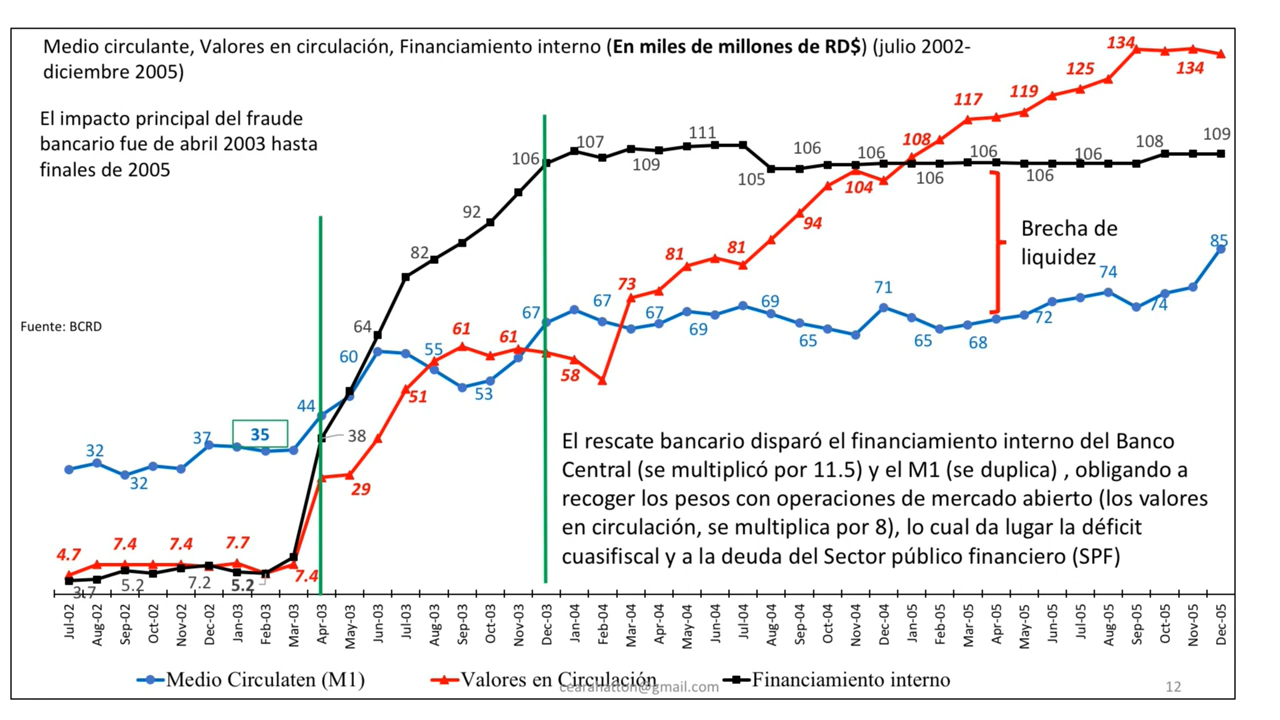 Medio circulante, Valores en circulación, Financiamiento interno (En miles de millones de RD$) (julio 2002-
diciembre 2005)
El impacto principal del fraude
bancario fue de abril 2003 hasta
finales de 2005
134
134
125
119
117
108
109
108
106
107
111
109
106
106
105
106
106
106
106
106
104
94
92
82
81
81
73
Brecha de
liquidez
85
74
74
72
71
69
67
67
67
69
65
65
68
Fuente: BCRD
64
60
61
61
58
55
53
51
44
38
37
35
32
32
29
El rescate bancario disparó el financiamiento interno del Banco
Central (se multiplicó por 11.5) y el M1 (se duplica) , obligando a
recoger los pesos con operaciones de mercado abierto (los valores
en circulación, se multiplica por 8), lo cual da lugar la déficit
cuasifiscal y a la deuda del Sector público financiero (SPF)
4.7
7.4
7.4
7.7
7.4
3.7
5.2
7.2
5.2
Jul-02
Aug-02
Sep-02
Oct-02
Nov-02
Dec-02
Jan-03
Feb-03
Mar-03
Apr-03
May-03
Jun-03
Jul-03
Aug-03
Sep-03
Oct-03
Nov-03
Dec-03
Jan-04
Feb-04
Mar-04
Apr-04
May-04
Jun-04
Jul-04
Aug-04
Sep-04
Oct-04
Nov-04
Dec-04
Jan-05
Feb-05
Mar-05
Apr-05
May-05
Jun-05
Jul-05
Aug-05
Sep-05
Oct-05
Nov-05
Dec-05
Medio Circulaten (M1)
Valores en Circulación
Financiamiento interno
cearahatton@gmail.com
12